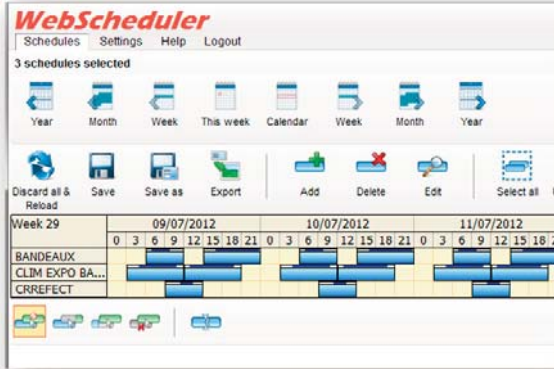 WebScheduler
Schedules Settings Help Logout
3 schedules selected
Year Month Week This week Calendar Week Month Year
Discard all & Reload Save Save as Export Add Delete Edit Select all
Week 29 09/07/2012 10/07/2012 11/07/2012
0 3 6 9 12 15 18 21 0 3 6 9 12 15 18 21 0 3 6 9 12 15 18
BANDEAUX
CLIM EXPO BA...
CRREFECT